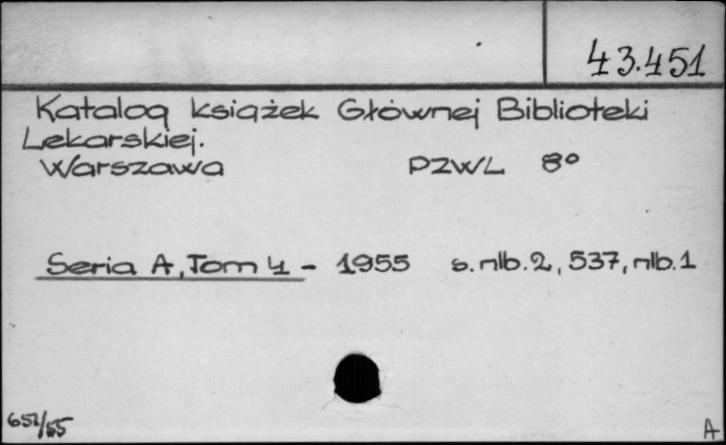 43.451
Katalog książek Głównej Biblioteki
Lekarskiej.
Warszawa PZWL 8°
Seria A, Tom 4 - 1955 s. nlb. 2, 537, nlb. 1
651/55
A